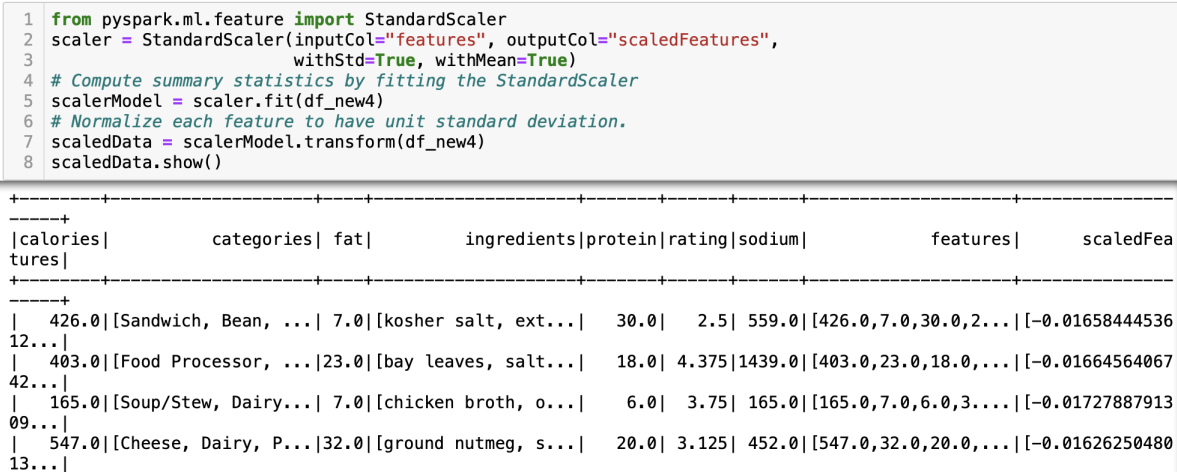 1 from pyspark.ml.feature import StandardScaler
2 scaler = StandardScaler(inputCol="features", outputCol="scaledFeatures",
3                         withStd=True, withMean=True)
4 # Compute summary statistics by fitting the StandardScaler
5 scalerModel = scaler.fit(df_new4)
6 # Normalize each feature to have unit standard deviation.
7 scaledData = scalerModel.transform(df_new4)
8 scaledData.show()
+--------+--------------------+----+--------------------+-------+------+------+--------------------+---------------
-----+
|calories|          categories| fat|         ingredients|protein|rating|sodium|            features|      scaledFea
tures|
+--------+--------------------+----+--------------------+-------+------+------+--------------------+---------------
-----+
|   426.0|[Sandwich, Bean, ...| 7.0|[kosher salt, ext...|   30.0|   2.5| 559.0|[426.0,7.0,30.0,2...|[-0.01658444536
12...|
|   403.0|[Food Processor, ...|23.0|[bay leaves, salt...|   18.0| 4.375|1439.0|[403.0,23.0,18.0,...|[-0.01664564067
42...|
|   165.0|[Soup/Stew, Dairy...| 7.0|[chicken broth, o...|    6.0|  3.75| 165.0|[165.0,7.0,6.0,3....|[-0.01727887913
09...|
|   547.0|[Cheese, Dairy, P...|32.0|[ground nutmeg, s...|   20.0| 3.125| 452.0|[547.0,32.0,20.0,...|[-0.01626250480
13...|